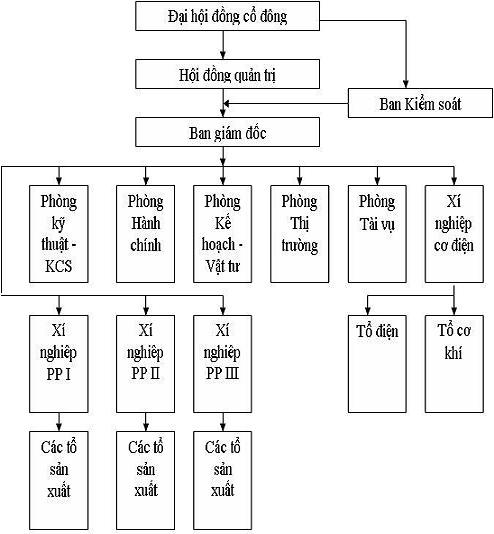 Đại hội đồng cổ đông
Hội đồng quản trị
Ban Kiểm soát
Ban giám đốc
Phòng
kỹ
thuật -
KCS
Phòng
Hành
chính
Phòng
Kế
hoạch -
Vật tư
Phòng
Thị
trường
Phòng
Tài vụ
Xí
nghiệp
cơ điện
Xí
nghiêp
PP I
Xí
nghiêp
PP II
Xí
nghiêp
PP III
Tổ điện
Tổ cơ
khí
Các tổ
sản
xuất
Các tổ
sản
xuất
Các tổ
sản
xuất